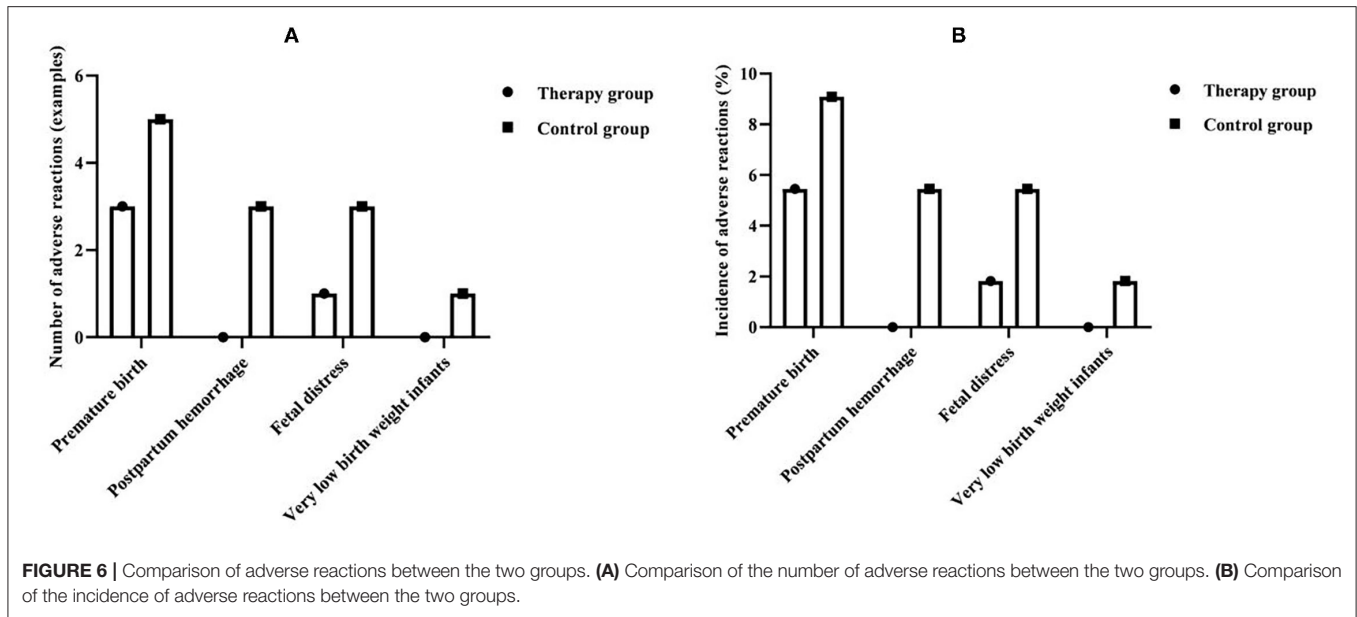 A
Number of adverse reactions (examples)
6
4
2
0
Therapy group
Control group
Premature birth
Postpartum hemorrhage
Fetal distress
Very low birth weight infants
B
Incidence of adverse reactions (%)
10
8
6
4
2
0
Therapy group
Control group
Premature birth
Postpartum hemorrhage
Fetal distress
Very low birth weight infants
FIGURE 6 | Comparison of adverse reactions between the two groups. (A) Comparison of the number of adverse reactions between the two groups. (B) Comparison
of the incidence of adverse reactions between the two groups.